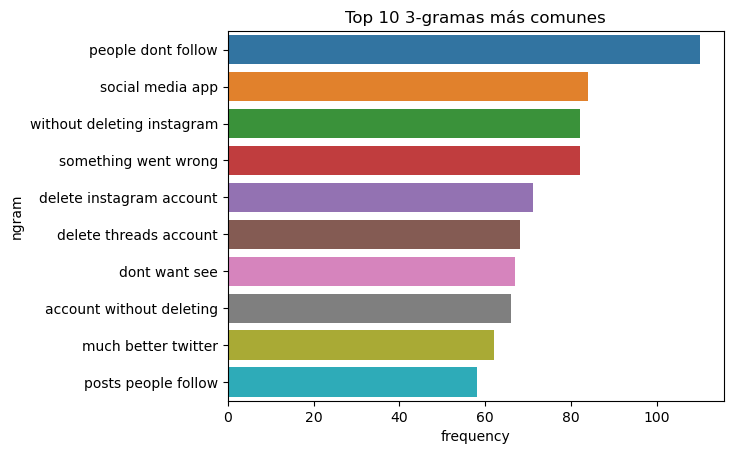 Top 10 3-gramas más comunes
people dont follow
social media app
without deleting instagram
something went wrong
delete instagram account
delete threads account
dont want see
account without deleting
much better twitter
posts people follow
ngram
0 20 40 60 80 100
frequency